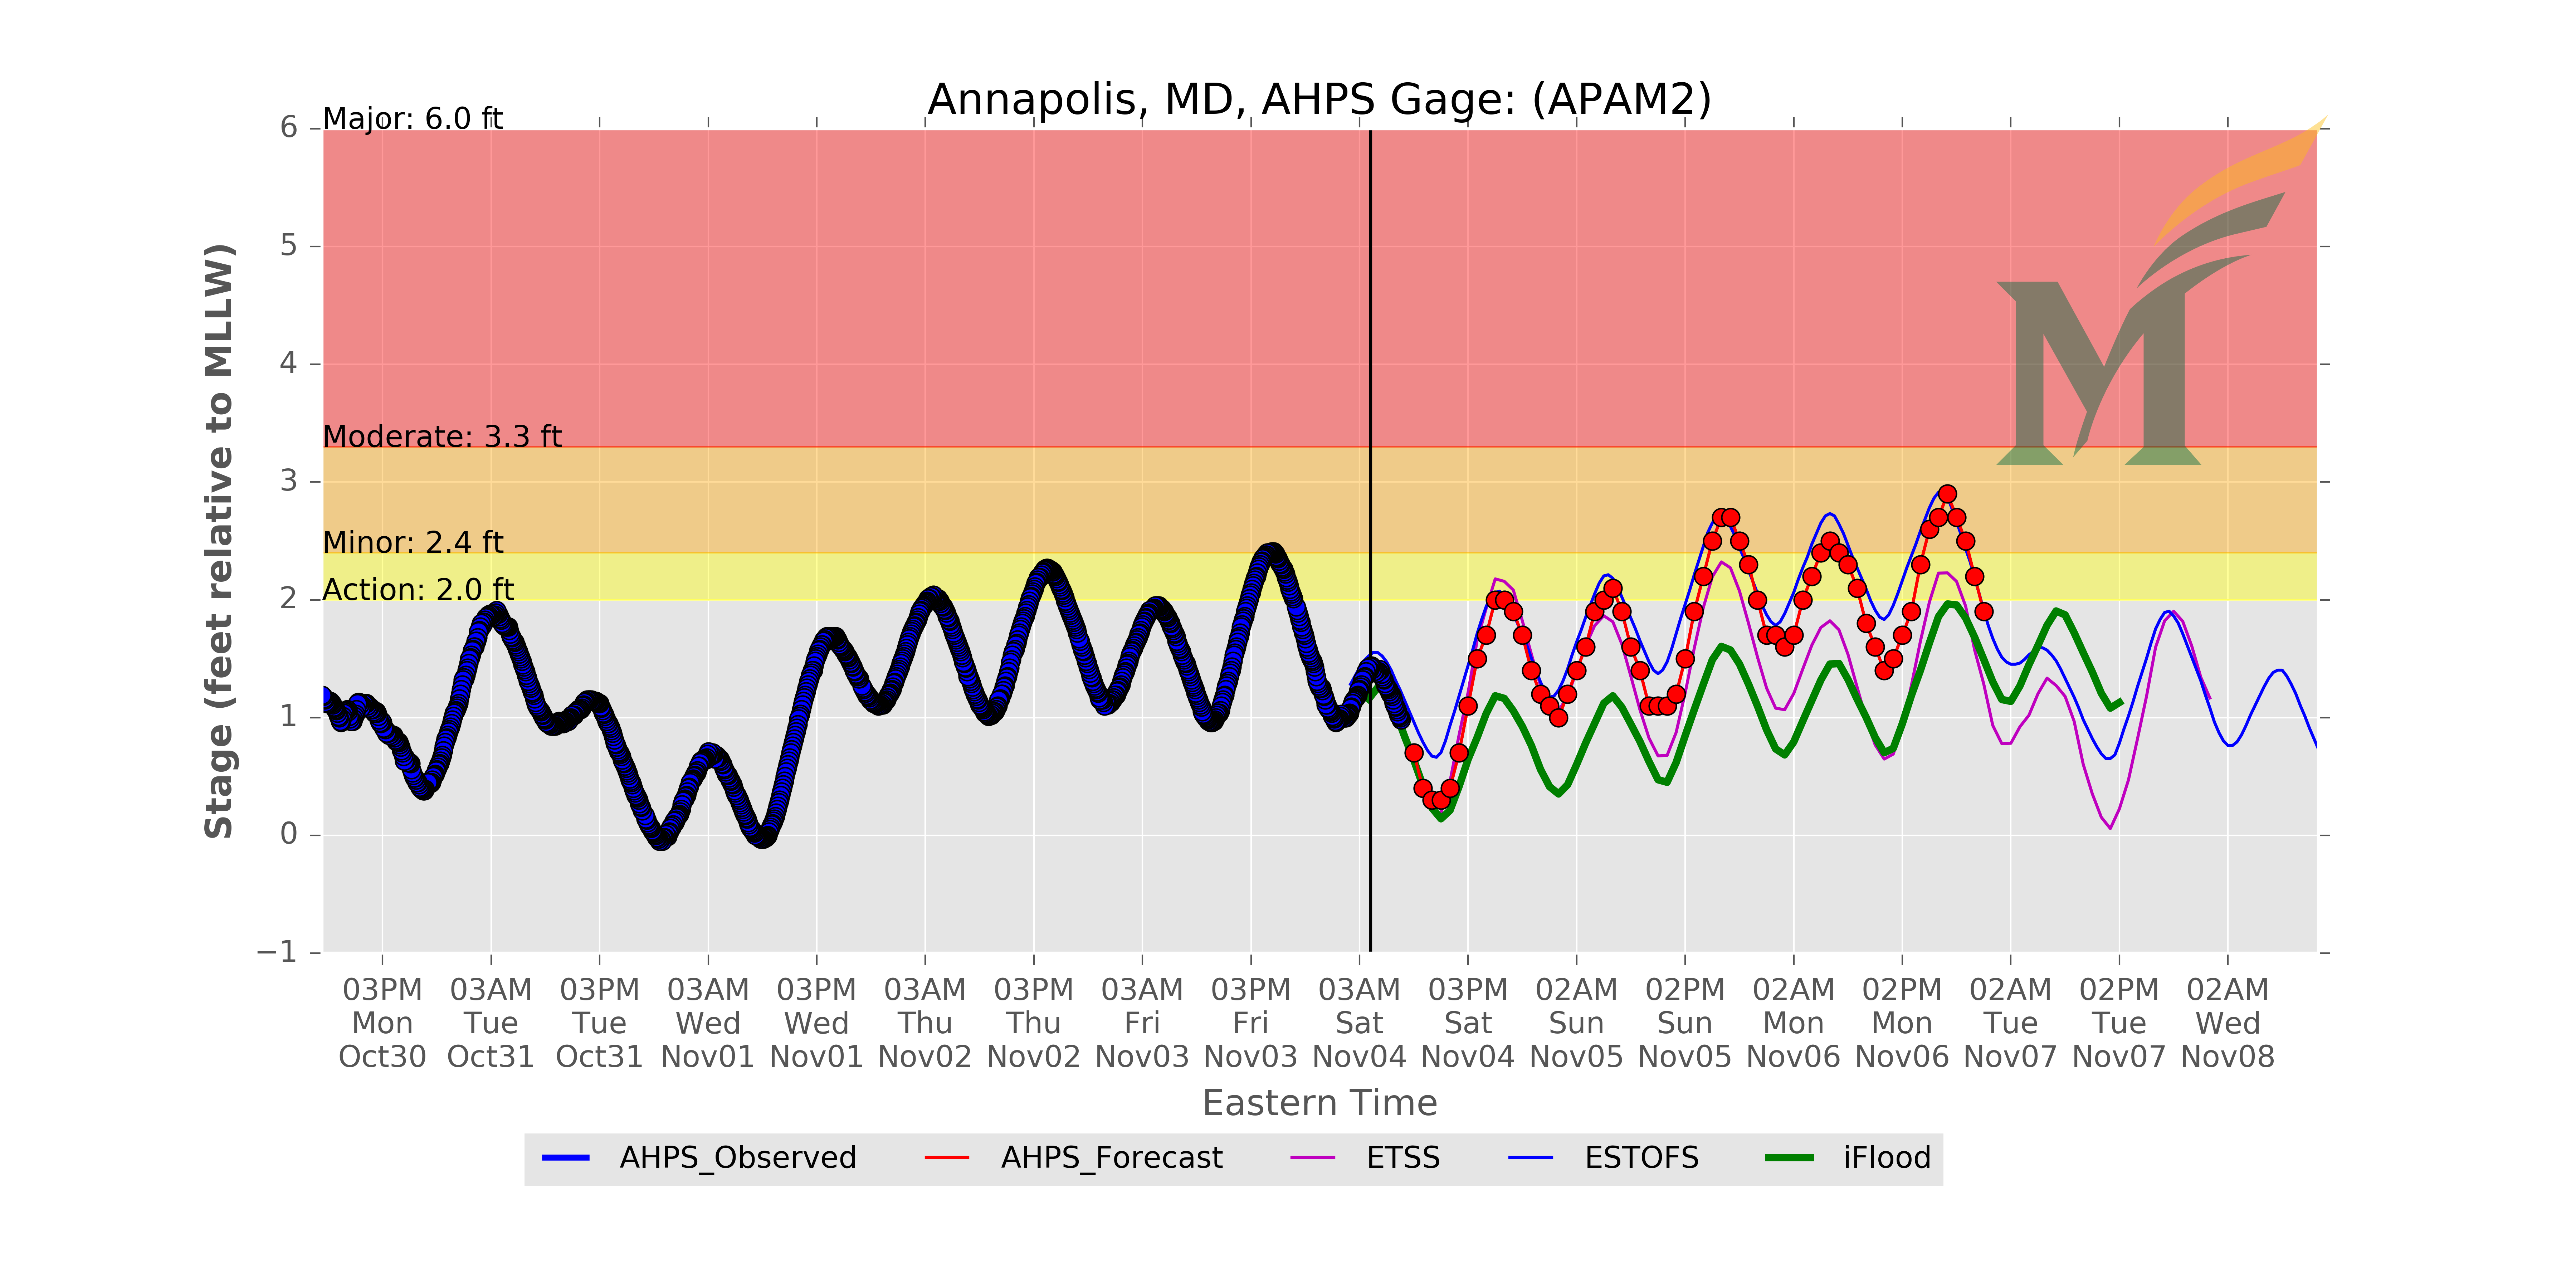 Annapolis, MD, AHPS Gage: (APAM2)
Major: 6.0 ft
Moderate: 3.3 ft
Minor: 2.4 ft
Action: 2.0 ft
6
5
4
3
2
1
0
−1
Stage (feet relative to MLLW)
03PM 03AM 03PM 03AM 03PM 03AM 03PM 03AM 03PM 03AM 03PM 02AM 02PM 02AM 02PM 02AM 02PM 02AM
Mon Tue Tue Wed Wed Thu Thu Fri Fri Sat Sat Sun Sun Mon Mon Tue Tue Wed
Oct30 Oct31 Oct31 Nov01 Nov01 Nov02 Nov02 Nov03 Nov03 Nov04 Nov04 Nov05 Nov05 Nov06 Nov06 Nov07 Nov07 Nov08
Eastern Time
AHPS_Observed AHPS_Forecast ETSS ESTOFS iFlood